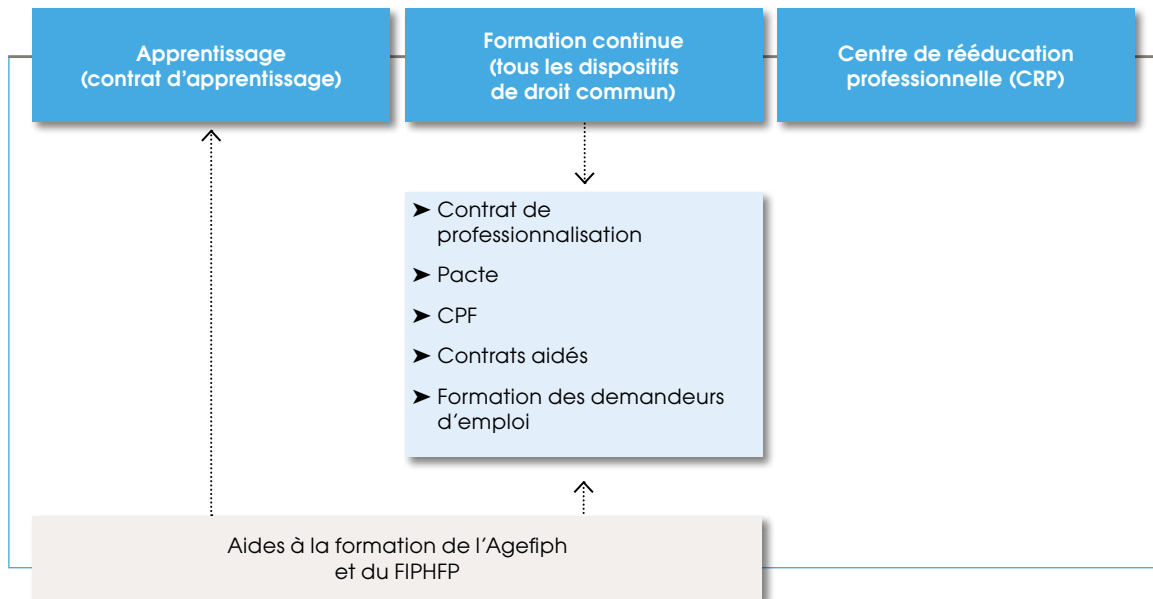 Apprentissage
(contrat d'apprentissage)
Formation continue
(tous les dispositifs
de droit commun)
Centre de rééducation
professionnelle (CRP)
➤ Contrat de
professionnalisation
➤ Pacte
➤ CPF
➤ Contrats aidés
➤ Formation des demandeurs
d'emploi
Aides à la formation de l'Agefiph
et du FIPHFP